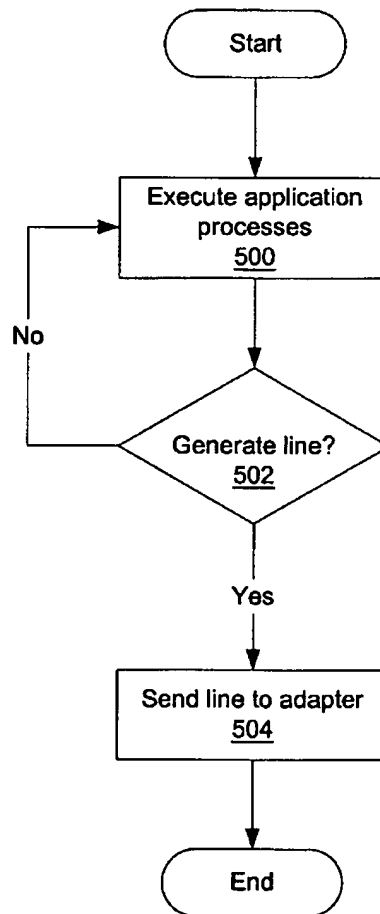 Start
Execute application
processes
500
No
Generate line?
502
Yes
Send line to adapter
504
End